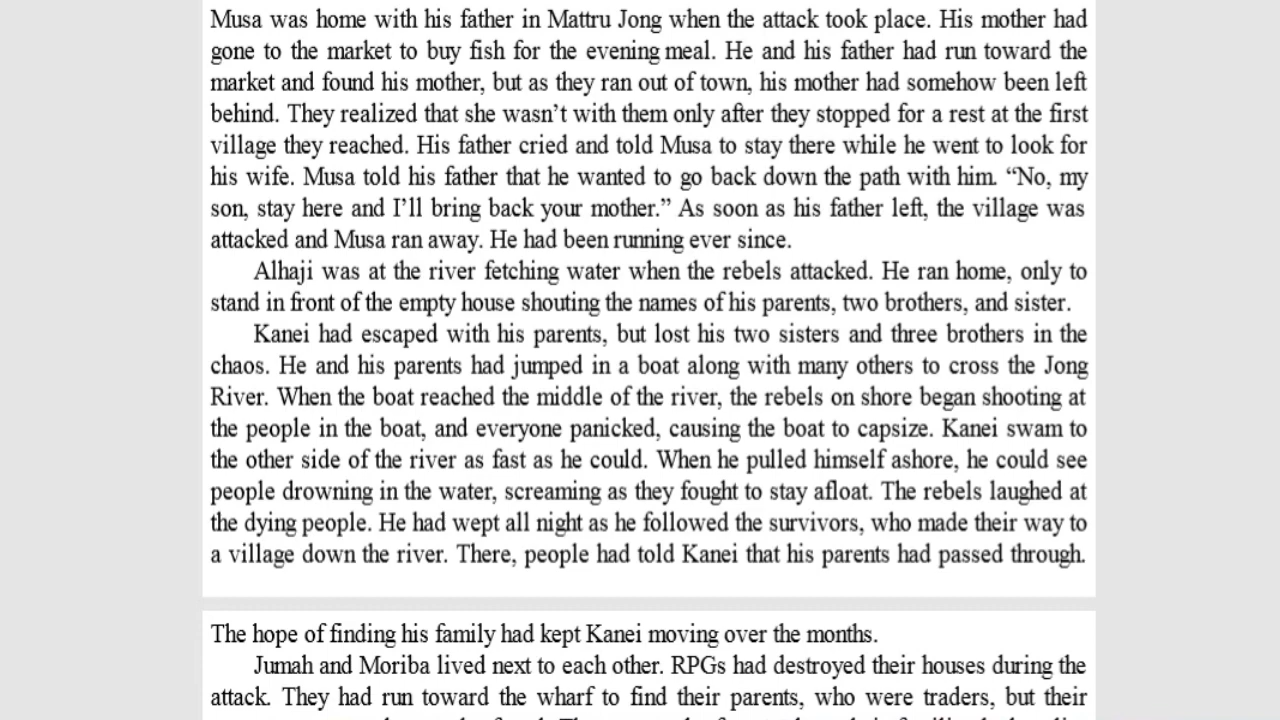 Musa was home with his father in Mattru Jong when the attack took place. His mother had
gone to the market to buy fish for the evening meal. He and his father had run toward the
market and found his mother, but as they ran out of town, his mother had somehow been left
behind. They realized that she wasn’t with them only after they stopped for a rest at the first
village they reached. His father cried and told Musa to stay there while he went to look for
his wife. Musa told his father that he wanted to go back down the path with him. “No, my
son, stay here and I’ll bring back your mother.” As soon as his father left, the village was
attacked and Musa ran away. He had been running ever since.
Alhaji was at the river fetching water when the rebels attacked. He ran home, only to
stand in front of the empty house shouting the names of his parents, two brothers, and sister.
Kanei had escaped with his parents, but lost his two sisters and three brothers in the
chaos. He and his parents had jumped in a boat along with many others to cross the Jong
River. When the boat reached the middle of the river, the rebels on shore began shooting at
the people in the boat, and everyone panicked, causing the boat to capsize. Kanei swam to
the other side of the river as fast as he could. When he pulled himself ashore, he could see
people drowning in the water, screaming as they fought to stay afloat. The rebels laughed at
the dying people. He had wept all night as he followed the survivors, who made their way to
a village down the river. There, people had told Kanei that his parents had passed through.
The hope of finding his family had kept Kanei moving over the months.
Jumah and Moriba lived next to each other. RPGs had destroyed their houses during the
attack. They had run toward the wharf to find their parents, who were traders, but their